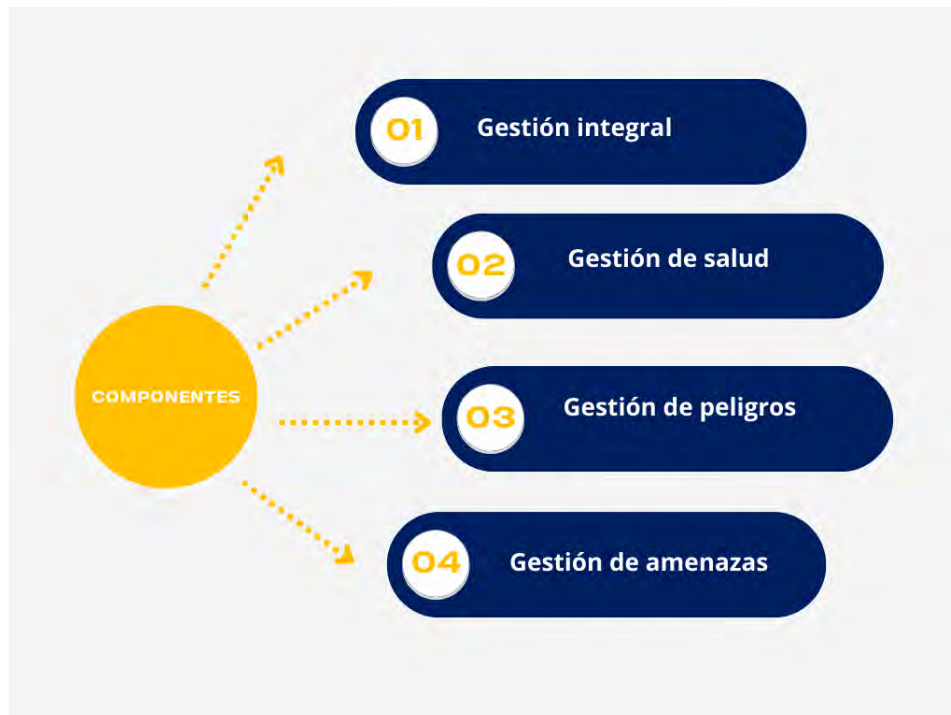 01 Gestión integral
02 Gestión de salud
COMPONENTES
03 Gestión de peligros
04 Gestión de amenazas